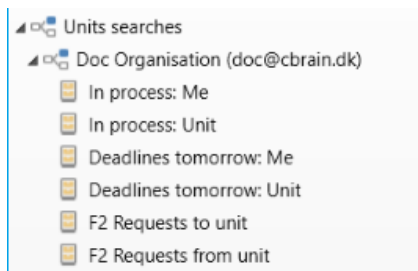 Units searches
Doc Organisation (doc@cbrain.dk)
In process: Me
In process: Unit
Deadlines tomorrow: Me
Deadlines tomorrow: Unit
F2 Requests to unit
F2 Requests from unit